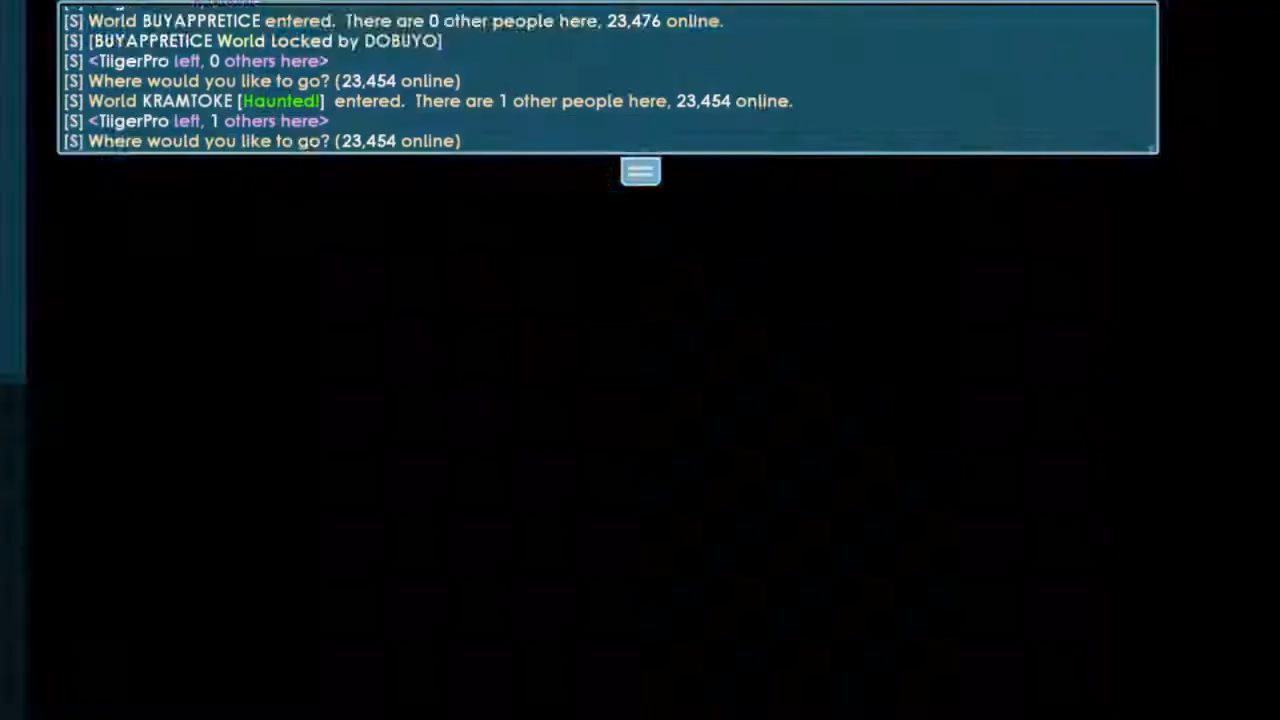 [S] World BUYAPPRETICE entered. There are 0 other people here, 23,476 online.
[S] [BUYAPPRETICE World Locked by DOBUYO]
[S] <TiigerPro left, 0 others here>
[S] Where would you like to go? (23,454 online)
[S] World KRAMTOKE [Haunted!] entered. There are 1 other people here, 23,454 online.
[S] <TiigerPro left, 1 others here>
[S] Where would you like to go? (23,454 online)